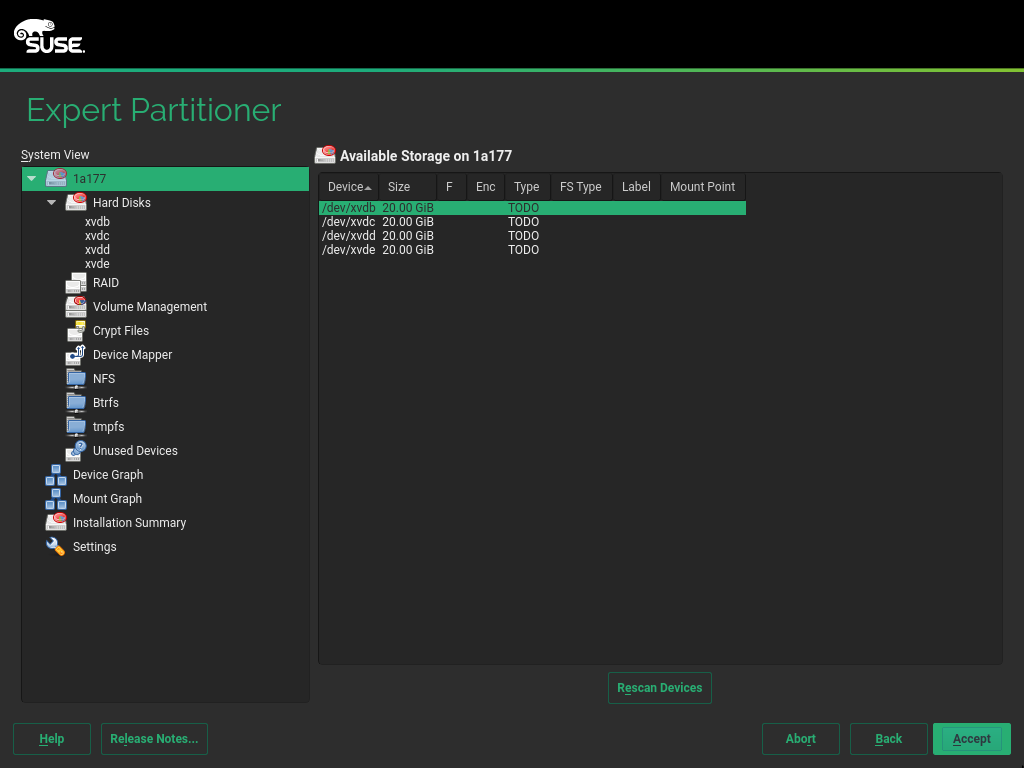 SUSE
Expert Partitioner
System View
1a177
Hard Disks
xvdb
xvdc
xvdd
xvde
RAID
Volume Management
Crypt Files
Device Mapper
NFS
Btrfs
tmpfs
Unused Devices
Device Graph
Mount Graph
Installation Summary
Settings
Available Storage on 1a177
Device Size F Enc Type FS Type Label Mount Point
/dev/xvdb 20.00 GiB TODO
/dev/xvdc 20.00 GiB TODO
/dev/xvdd 20.00 GiB TODO
/dev/xvde 20.00 GiB TODO
Rescan Devices
Help Release Notes... Abort Back Accept